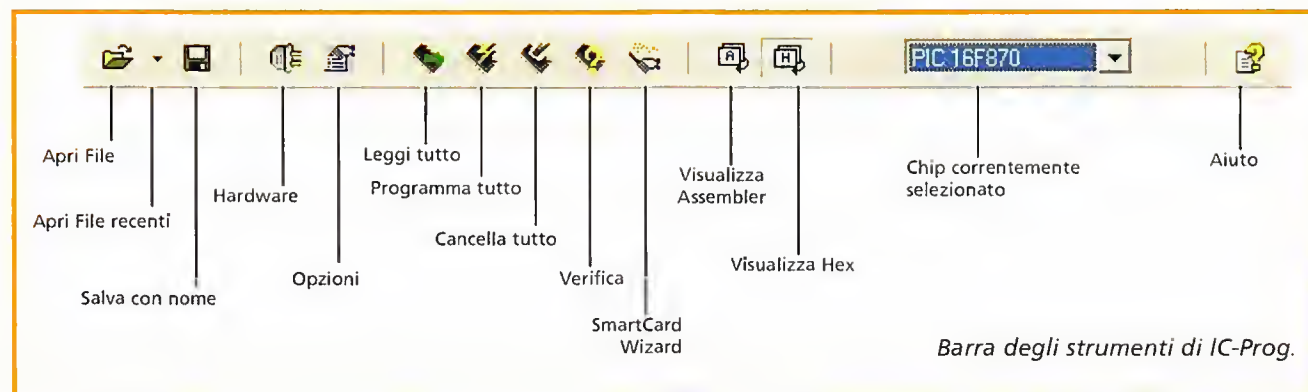 PIC 16F870
Apri File
Apri File recenti
Salva con nome
Hardware
Opzioni
Leggi tutto
Programma tutto
Cancella tutto
Verifica
SmartCard
Wizard
A
Visualizza
Assembler
H
Visualizza Hex
Chip correntemente
selezionato
Aiuto
Barra degli strumenti di IC-Prog.